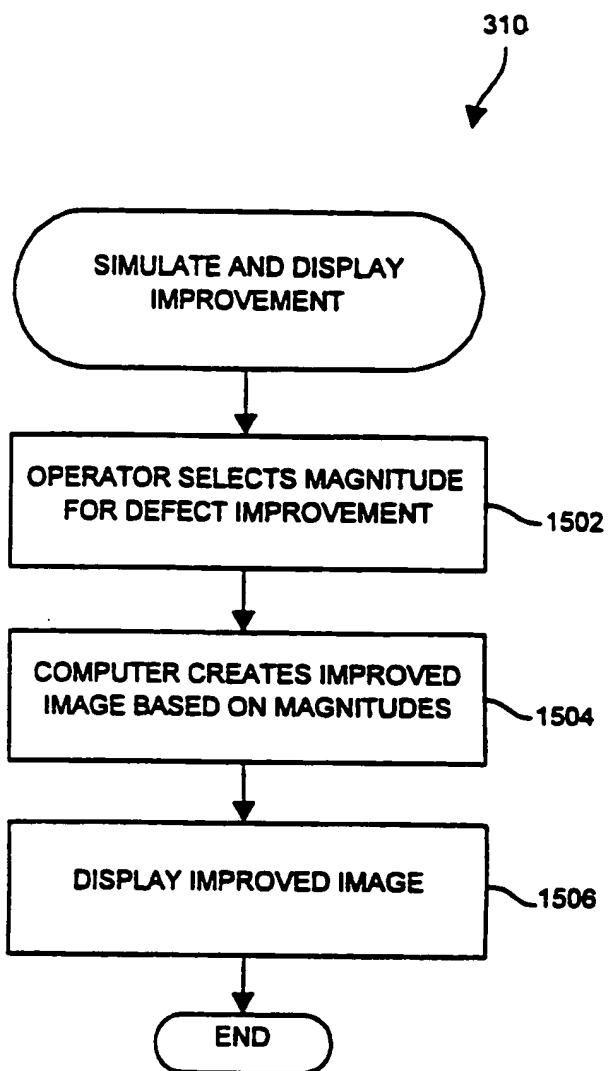 310
SIMULATE AND DISPLAY
IMPROVEMENT
OPERATOR SELECTS MAGNITUDE
FOR DEFECT IMPROVEMENT
1502
COMPUTER CREATES IMPROVED
IMAGE BASED ON MAGNITUDES
1504
DISPLAY IMPROVED IMAGE
1506
END